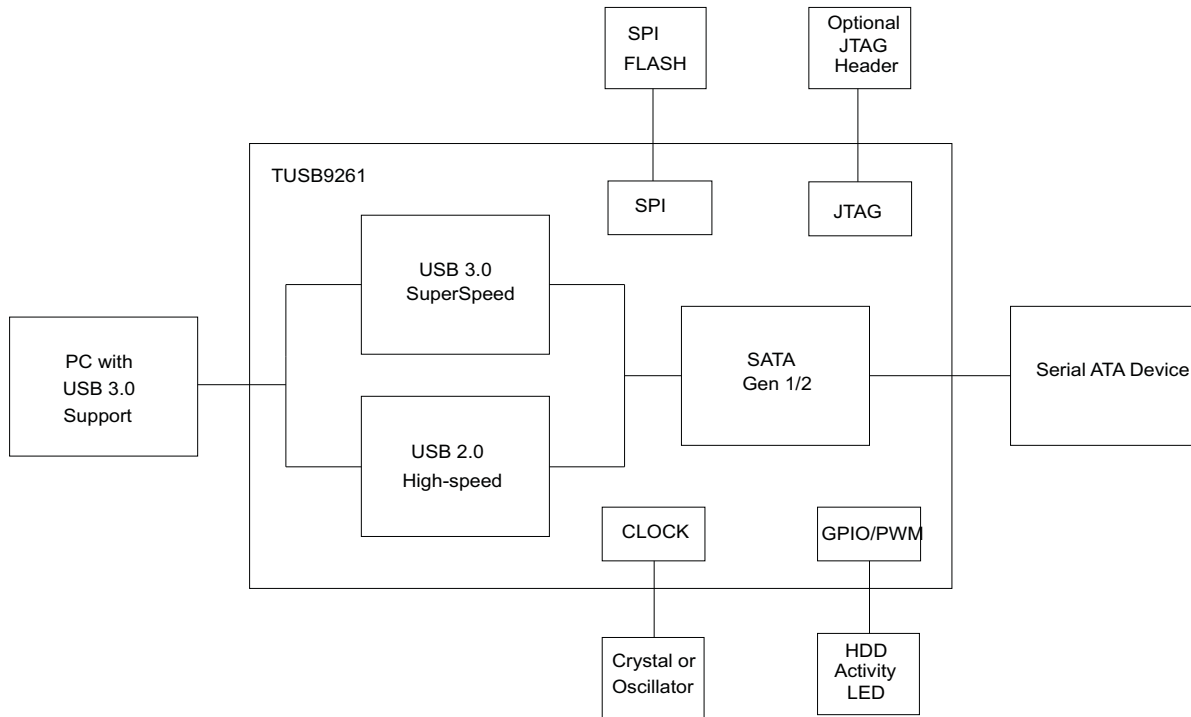 SPI
FLASH
Optional
JTAG
Header
TUSB9261
SPI
JTAG
USB 3.0
SuperSpeed
PC with
USB 3.0
Support
SATA
Gen 1/2
Serial ATA Device
USB 2.0
High-speed
CLOCK
GPIO/PWM
Crystal or
Oscillator
HDD
Activity
LED